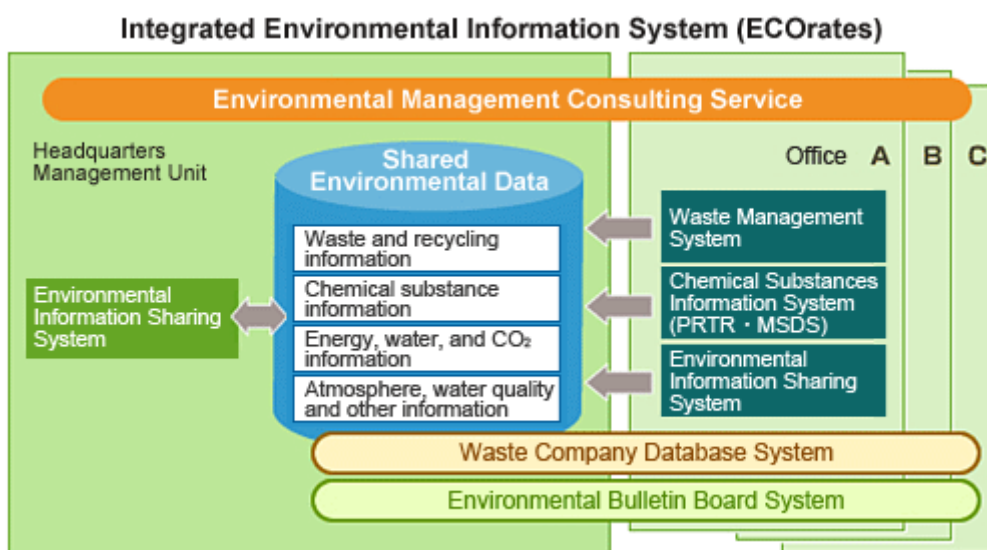 Integrated Environmental Information System (ECOrates)
Environmental Management Consulting Service
Headquarters
Management Unit
Shared
Environmental Data
Office A B C
Waste and recycling
information
Chemical substance
information
Energy, water, and CO₂
information
Atmosphere, water quality
and other information
Environmental
Information Sharing
System
Waste Management
System
Chemical Substances
Information System
(PRTR・MSDS)
Environmental
Information Sharing
System
Waste Company Database System
Environmental Bulletin Board System